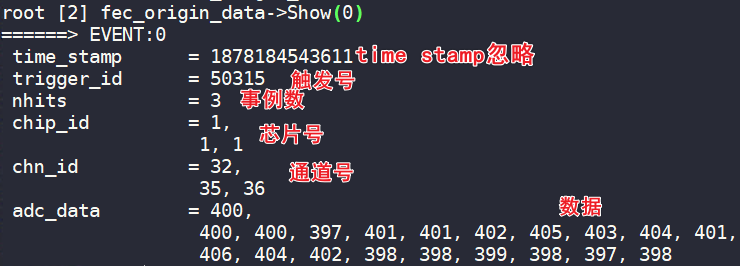 root [2] fec_origin_data->Show(0)
======> EVENT:0
time_stamp = 1878184543611 time stamp忽略
trigger_id = 50315 触发号
nhits = 3 事例数
chip_id = 1,
1, 1 芯片号
chn_id = 32,
35, 36 通道号
adc_data = 400, 数据
400, 400, 397, 401, 401, 402, 405, 403, 404, 401,
406, 404, 402, 398, 398, 399, 398, 397, 398